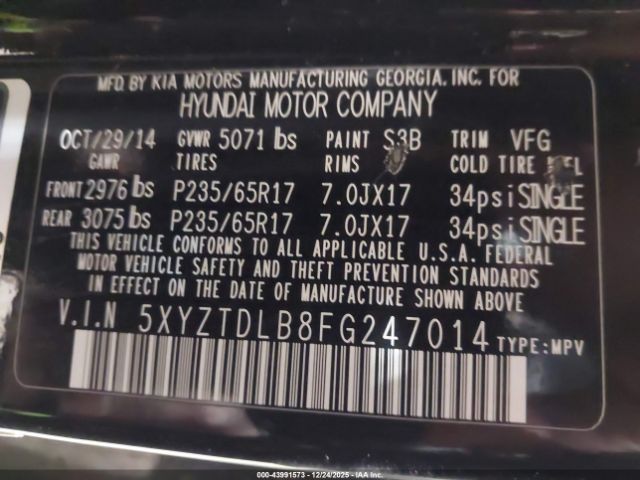 MFD. BY KIA MOTORS MANUFACTURING GEORGIA. INC. FOR
HYUNDAI MOTOR COMPANY
OCT/29/14 GVWR 5071 lbs PAINT S3B TRIM VFG
GAWR TIRES RIMS COLD TIRE
FRONT 2976 lbs P235/65R17 7.0JX17 34psi SINGLE
REAR 3075 lbs P235/65R17 7.0JX17 34psi SINGLE
THIS VEHICLE CONFORMS TO ALL APPLICABLE U.S.A. FEDERAL
MOTOR VEHICLE SAFETY AND THEFT PREVENTION STANDARDS
IN EFFECT ON THE DATE OF MANUFACTURE SHOWN ABOVE
V.I.N 5XYZTDLB8FG247014 TYPE:MPV
000-43991573 - 12/24/2025 - IAAI.COM